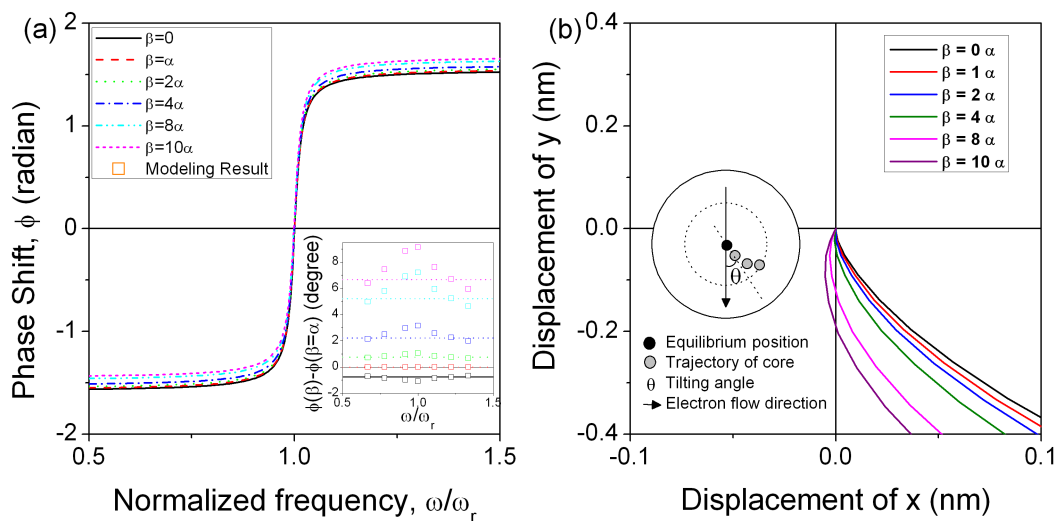 (a)
2
1
0
-1
-2
Phase Shift, ϕ (radian)
β=0
β=α
β=2α
β=4α
β=8α
β=10α
Modeling Result
8
6
4
2
0
-2
ϕ(β)-ϕ(β=α) (degree)
0.5
1.0
1.5
ω/ωr
0.5
1.0
1.5
Normalized frequency, ω/ωr
(b)
0.4
0.2
0.0
-0.2
-0.4
Displacement of y (nm)
β = 0 α
β = 1 α
β = 2 α
β = 4 α
β = 8 α
β = 10 α
θ
Equilibrium position
Trajectory of core
θ Tilting angle
Electron flow direction
-0.1
0.0
0.1
Displacement of x (nm)